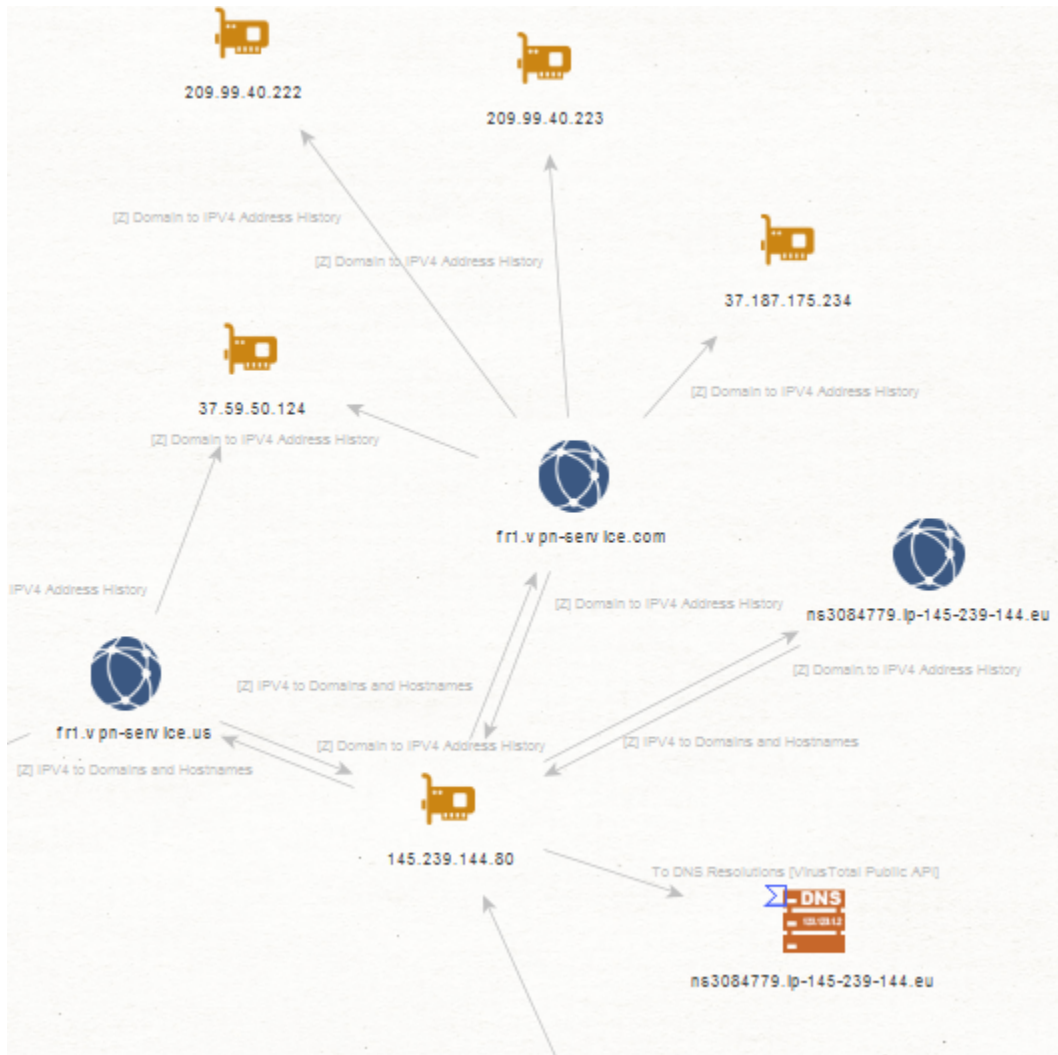 209.99.40.222
209.99.40.223
[Z] Domain to IPV4 Address History
[Z] Domain to IPV4 Address History
37.187.175.234
37.59.50.124
[Z] Domain to IPV4 Address History
[Z] Domain to IPV4 Address History
fr1.vpn-service.com
IPV4 Address History
[Z] Domain to IPV4 Address History
ns3084779.ip-145-239-144.eu
[Z] Domain to IPV4 Address History
[Z] IPV4 to Domains and Hostnames
fr1.vpn-service.us
[Z] Domain to IPV4 Address History
[Z] IPV4 to Domains and Hostnames
[Z] IPV4 to Domains and Hostnames
145.239.144.80
To DNS Resolutions [VirusTotal Public API]
DNS
ns3084779.ip-145-239-144.eu